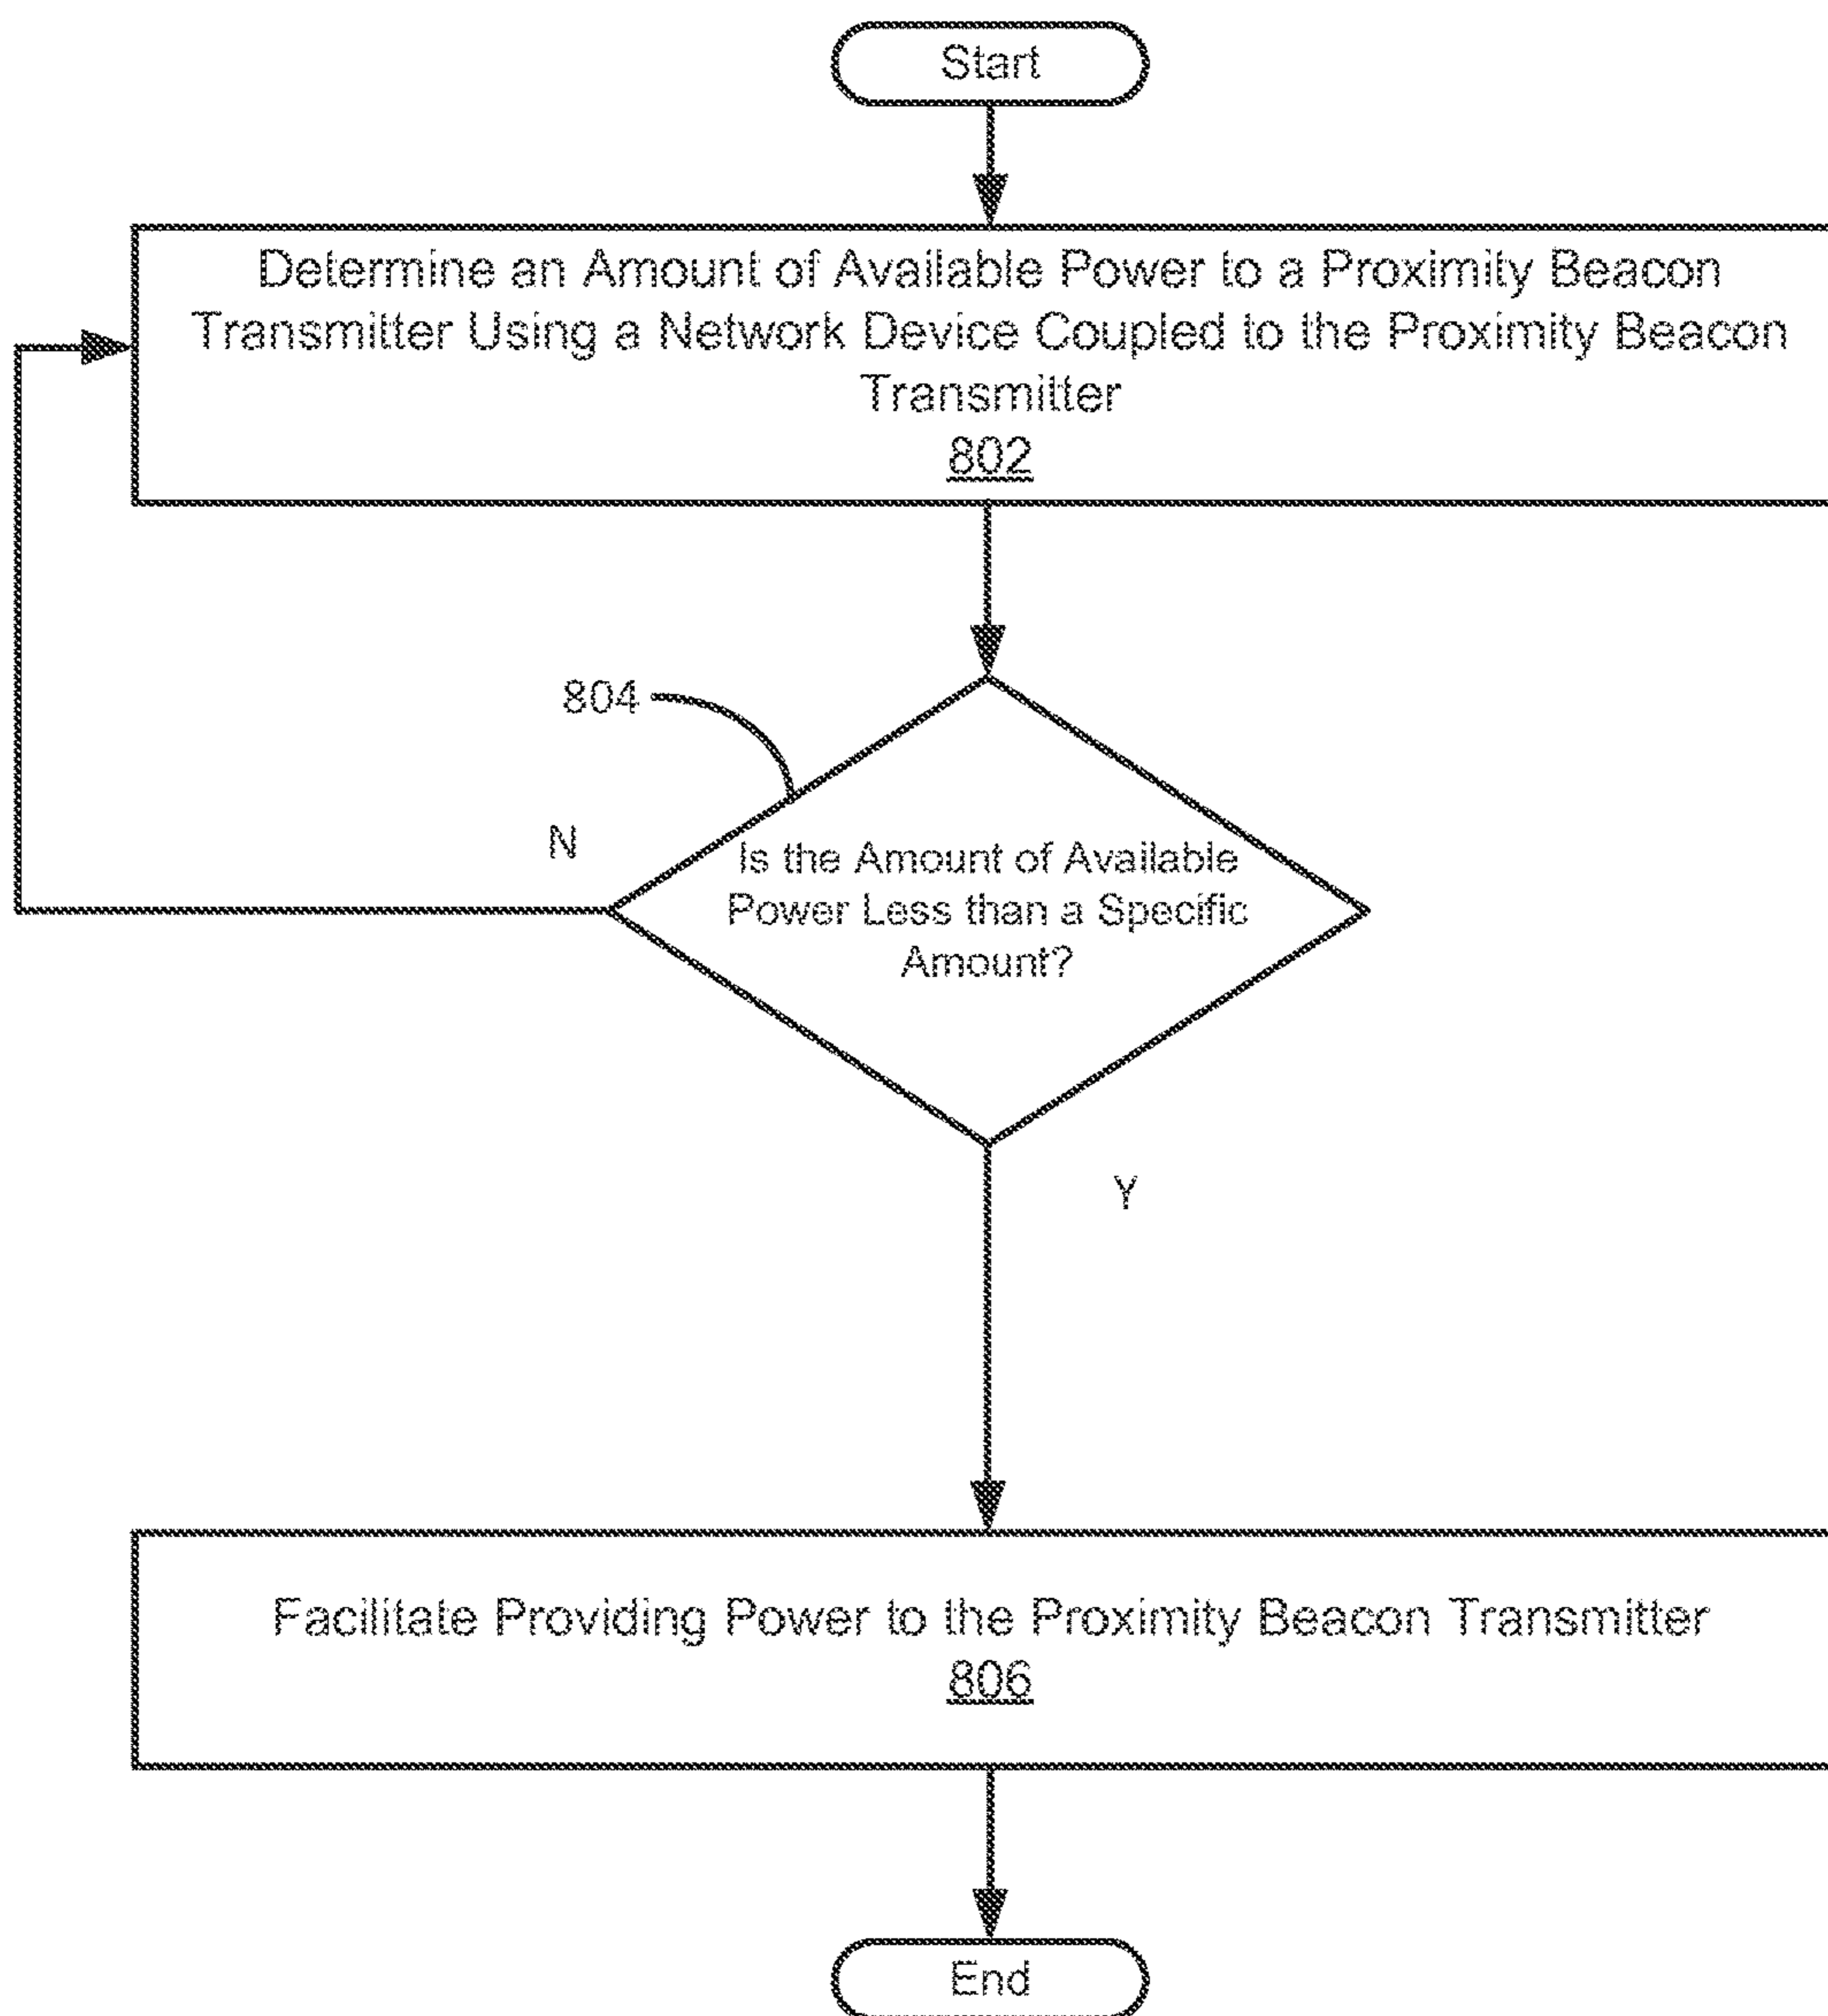 Start
Determine an Amount of Available Power to a Proximity Beacon
Transmitter Using a Network Device Coupled to the Proximity Beacon
Transmitter
802
804
N
Is the Amount of Available
Power Less than a Specific
Amount?
Y
Facilitate Providing Power to the Proximity Beacon Transmitter
806
End